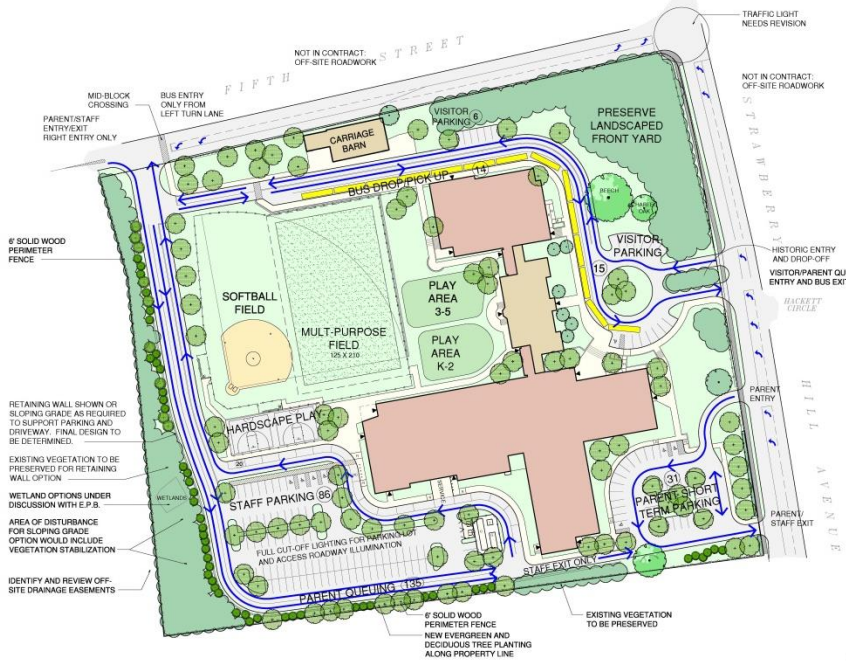 TRAFFIC LIGHT
NEEDS REVISION
NOT IN CONTRACT:
OFF-SITE ROADWORK
FIFTH STREET
NOT IN CONTRACT:
OFF-SITE ROADWORK
MID-BLOCK
CROSSING
BUS ENTRY
ONLY FROM
LEFT TURN LANE
PARENT/STAFF
ENTRY/EXIT
RIGHT ENTRY ONLY
VISITOR
PARKING 6
CARRIAGE
BARN
PRESERVE
LANDSCAPED
FRONT YARD
STRAWBERRY HILL AVENUE
BUS DROP/PICK UP 14
BEECH
VISITOR
PARKING
15
HISTORIC ENTRY
AND DROP-OFF
VISITOR/PARENT QU
ENTRY AND BUS EXIT
HACKETT
CIRCLE
6' SOLID WOOD
PERIMETER
FENCE
SOFTBALL
FIELD
MULT-PURPOSE
FIELD
125 X 210
PLAY
AREA
3-5
PLAY
AREA
K-2
PARENT
ENTRY
RETAINING WALL SHOWN OR
SLOPING GRADE AS REQUIRED
TO SUPPORT PARKING AND
DRIVEWAY. FINAL DESIGN TO
BE DETERMINED.
HARDSCAPE PLAY
20
EXISTING VEGETATION TO BE
PRESERVED FOR RETAINING
WALL OPTION
WETLANDS
STAFF PARKING 86
SERVICE
31
PARENT SHORT
TERM PARKING
WETLAND OPTIONS UNDER
DISCUSSION WITH E.P.B.
PARENT/
STAFF EXIT
AREA OF DISTURBANCE
FOR SLOPING GRADE
OPTION WOULD INCLUDE
VEGETATION STABILIZATION
FULL CUT-OFF LIGHTING FOR PARKING LOT
AND ACCESS ROADWAY ILLUMINATION
STAFF EXIT ONLY
IDENTIFY AND REVIEW OFF-
SITE DRAINAGE EASEMENTS
PARENT QUEUING 135
6' SOLID WOOD
PERIMETER FENCE
EXISTING VEGETATION
TO BE PRESERVED
NEW EVERGREEN AND
DECIDUOUS TREE PLANTING
ALONG PROPERTY LINE